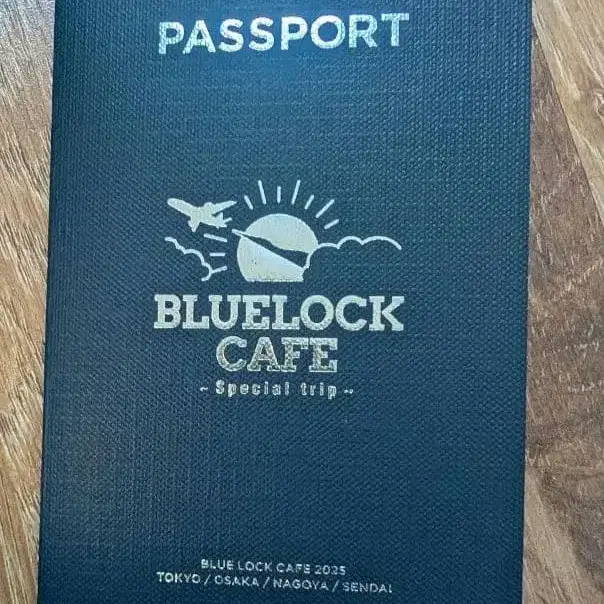 PASSPORT
BLUELOCK
CAFE
~ Special trip ~
BLUE LOCK CAFE 2025
TOKYO / OSAKA / NAGOYA / SENDAI